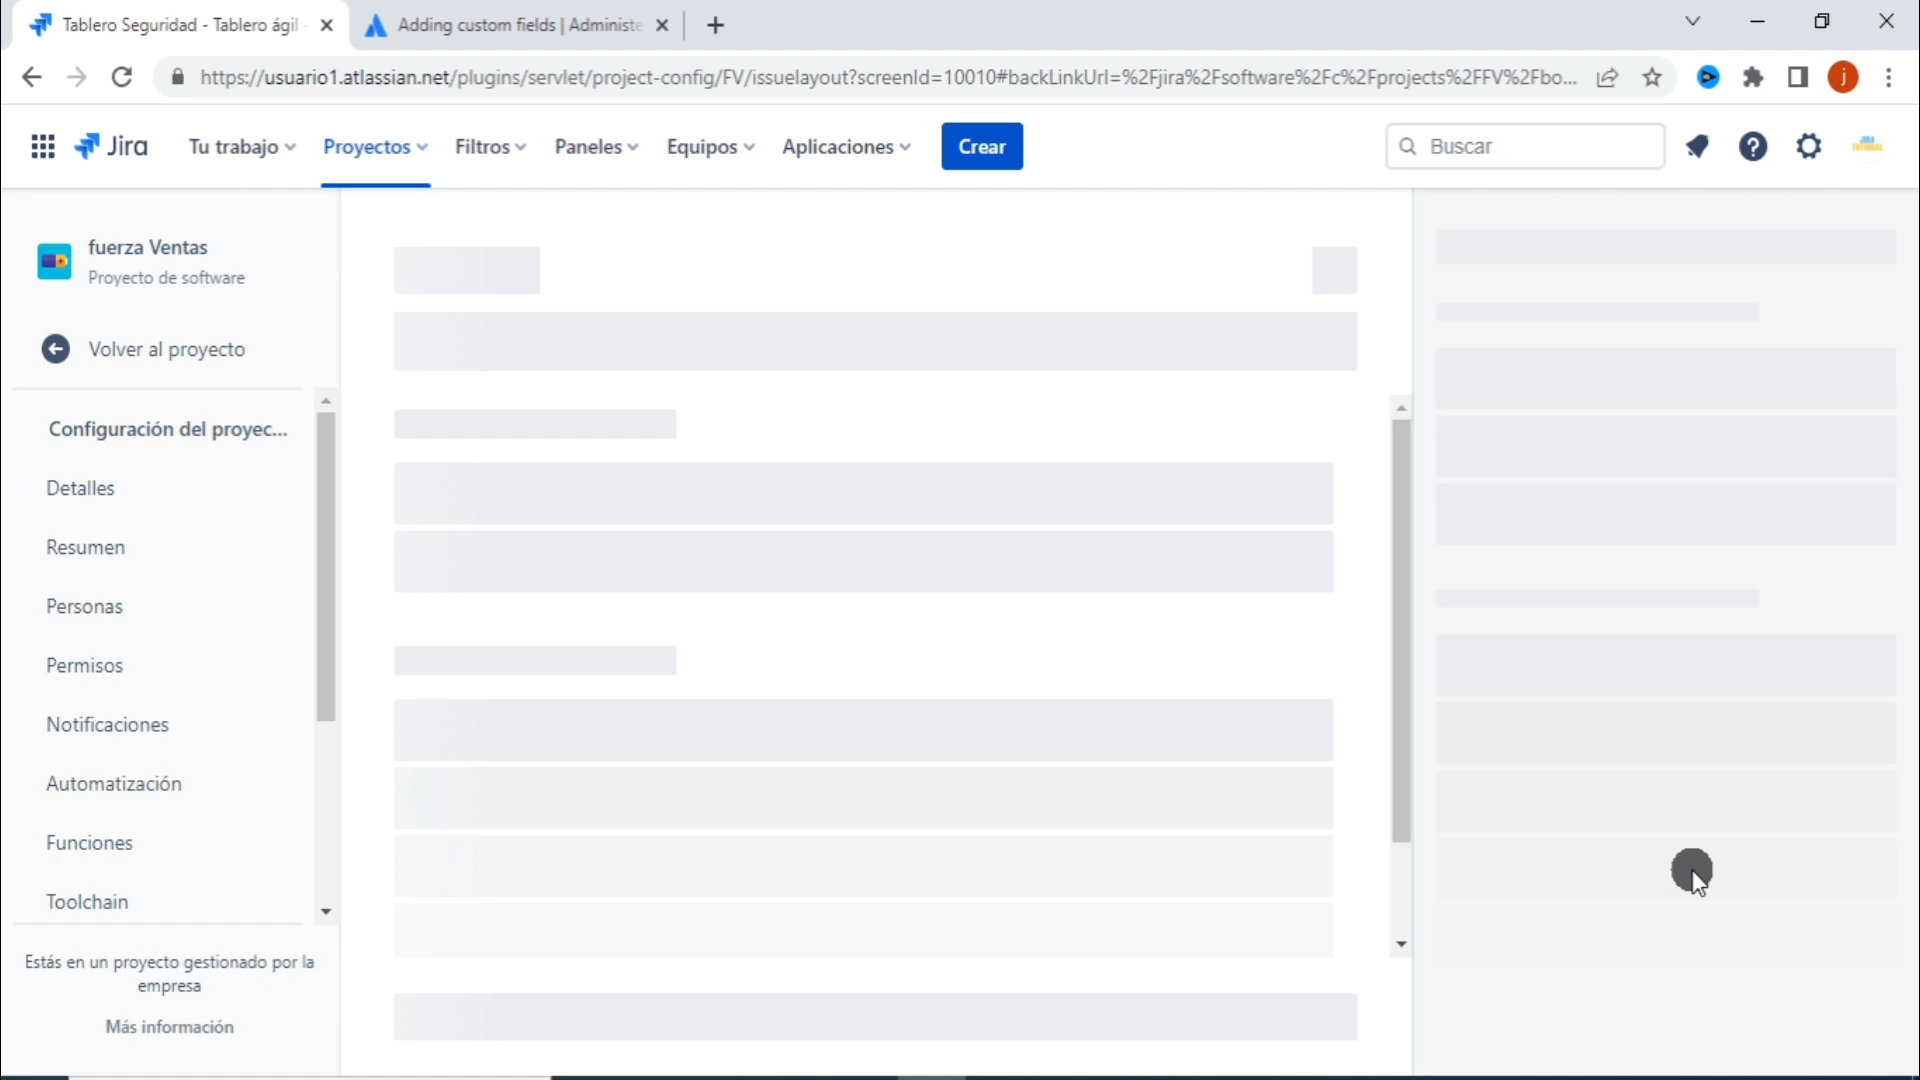 Tablero Seguridad - Tablero ágil -
Adding custom fields | Administe
https://usuario1.atlassian.net/plugins/servlet/project-config/FV/issuelayout?screenId=10010#backLinkUrl=%2Fjira%2Fsoftware%2Fc%2Fprojects%2FFV%2Fbo...
j
Jira
Tu trabajo
Proyectos
Filtros
Paneles
Equipos
Aplicaciones
Crear
Buscar
fuerza Ventas
Proyecto de software
Volver al proyecto
Configuración del proyec...
Detalles
Resumen
Personas
Permisos
Notificaciones
Automatización
Funciones
Toolchain
Estás en un proyecto gestionado por la
empresa
Más información